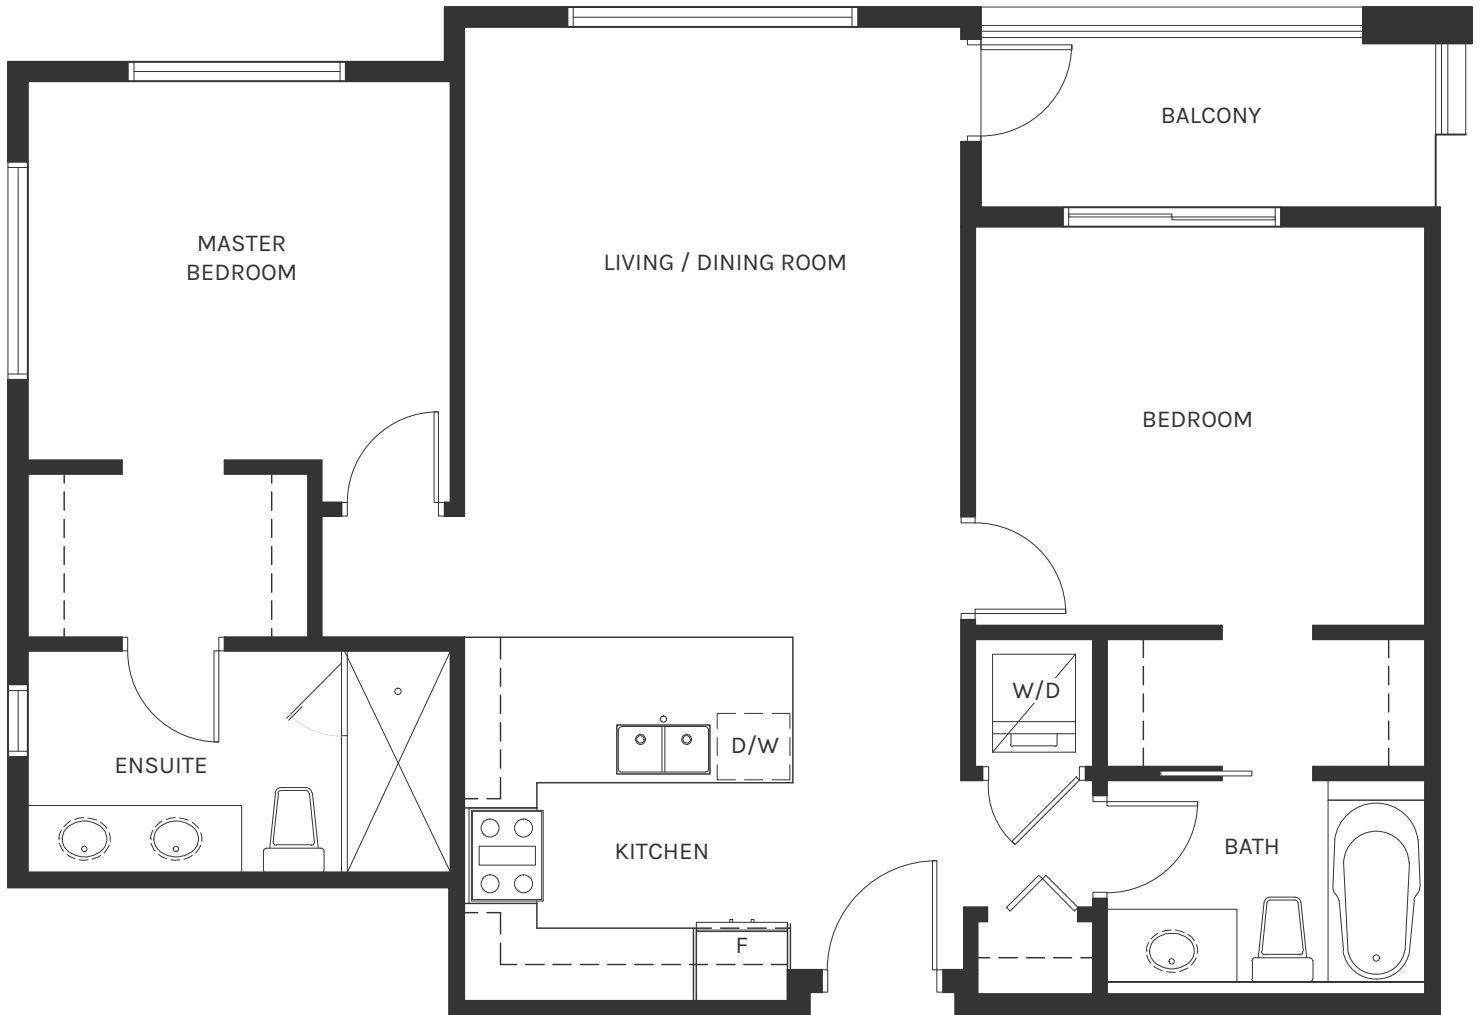 BALCONY
MASTER
BEDROOM
LIVING / DINING ROOM
BEDROOM
W/D
D/W
ENSUITE
KITCHEN
BATH
F